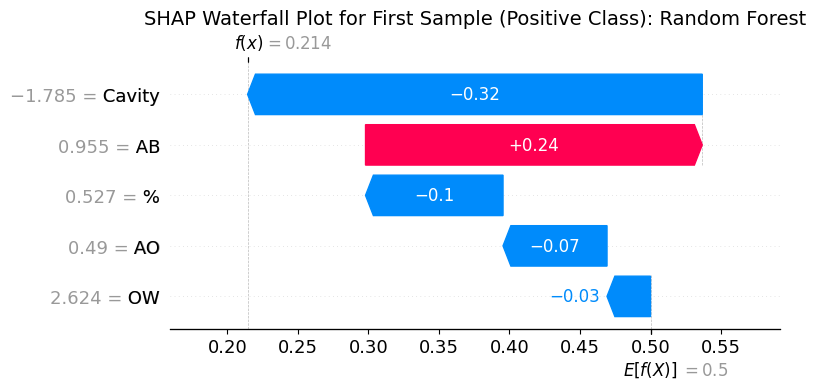 SHAP Waterfall Plot for First Sample (Positive Class): Random Forest
f(x) = 0.214
−1.785 = Cavity
−0.32
0.955 = AB
+0.24
0.527 = %
−0.1
0.49 = AO
−0.07
2.624 = OW
−0.03
0.20 0.25 0.30 0.35 0.40 0.45 0.50 0.55
E[f(X)] = 0.5